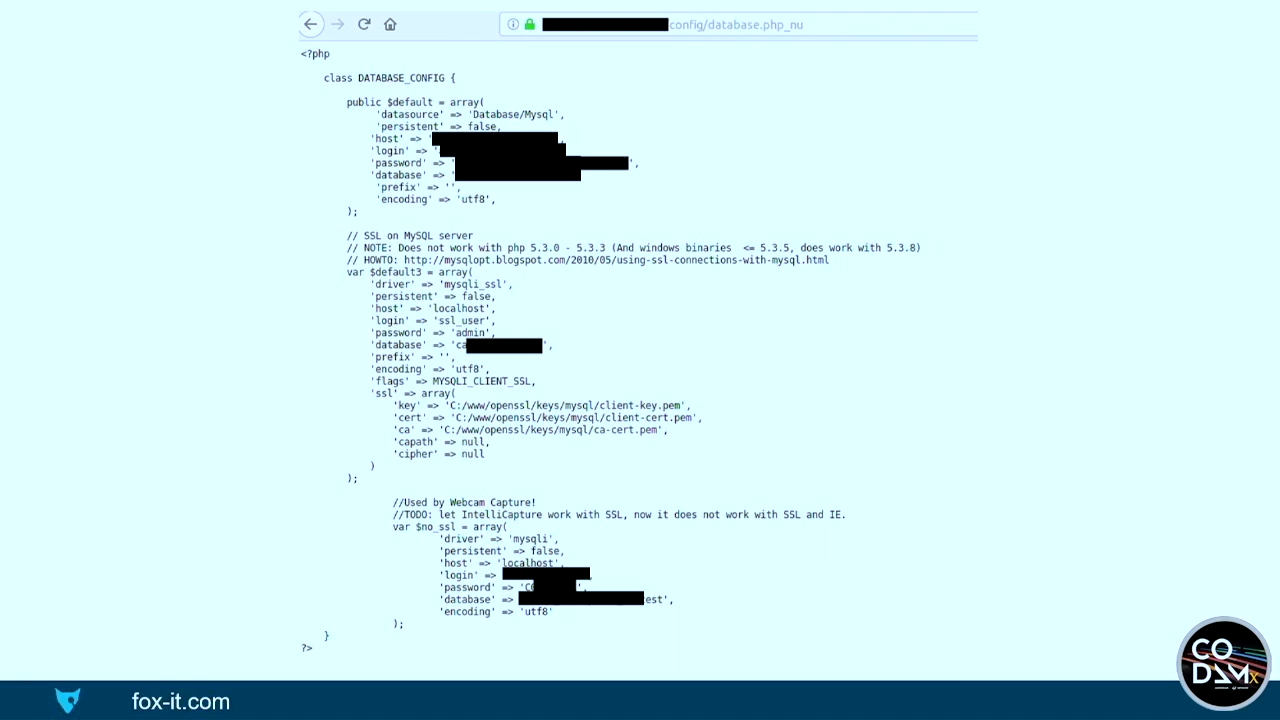 config/database.php_nu
<?php
class DATABASE_CONFIG {
public $default = array(
'datasource' => 'Database/Mysql',
'persistent' => false,
'host' => '
'login' => '
'password' => ' ',
'database' => '
'prefix' => '',
'encoding' => 'utf8',
);
// SSL on MySQL server
// NOTE: Does not work with php 5.3.0 - 5.3.3 (And windows binaries <= 5.3.5, does work with 5.3.8)
// HOWTO: http://mysqlopt.blogspot.com/2010/05/using-ssl-connections-with-mysql.html
var $default3 = array(
'driver' => 'mysqli_ssl',
'persistent' => false,
'host' => 'localhost',
'login' => 'ssl_user',
'password' => 'admin',
'database' => 'ca ',
'prefix' => '',
'encoding' => 'utf8',
'flags' => MYSQLI_CLIENT_SSL,
'ssl' => array(
'key' => 'C:/www/openssl/keys/mysql/client-key.pem',
'cert' => 'C:/www/openssl/keys/mysql/client-cert.pem',
'ca' => 'C:/www/openssl/keys/mysql/ca-cert.pem',
'capath' => null,
'cipher' => null
)
);
//Used by Webcam Capture!
//TODO: let IntelliCapture work with SSL, now it does not work with SSL and IE.
var $no_ssl = array(
'driver' => 'mysqli',
'persistent' => false,
'host' => 'localhost',
'login' => ,
'password' => 'C ',
'database' => est',
'encoding' => 'utf8'
);
}
?>
fox-it.com
CO
DAMx